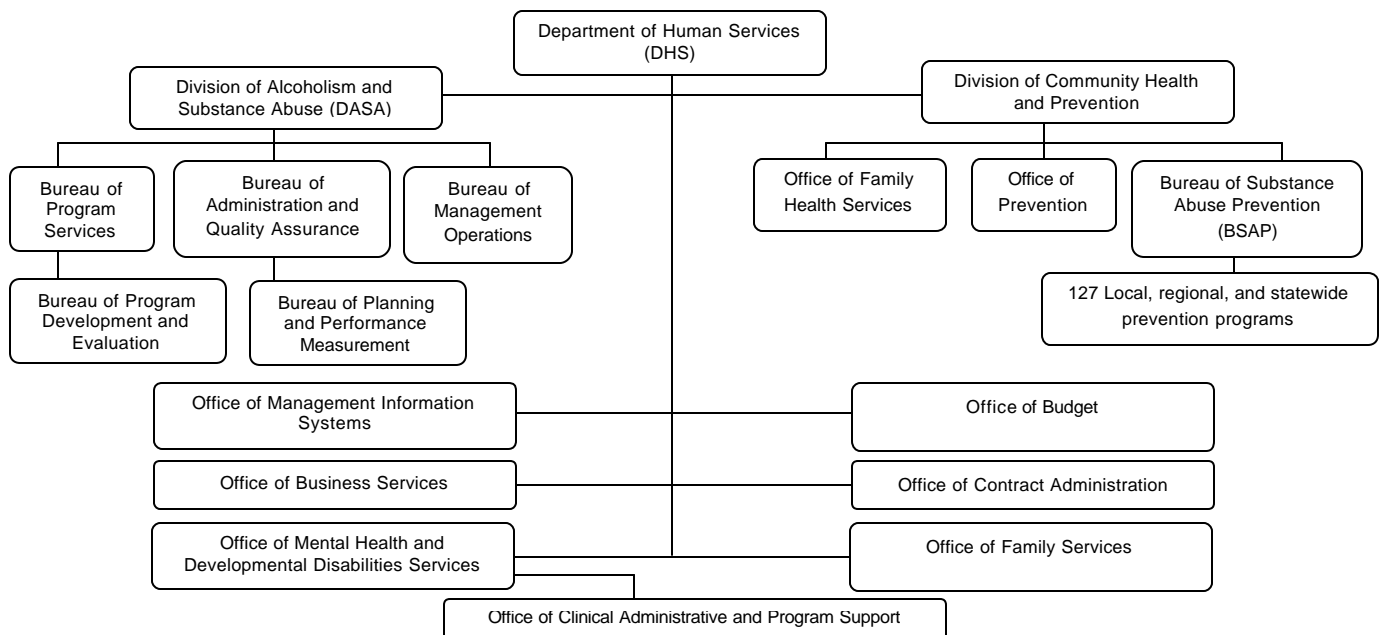 Department of Human Services
(DHS)
Division of Alcoholism and
Substance Abuse (DASA)
Division of Community Health
and Prevention
Bureau of
Program
Services
Bureau of
Administration and
Quality Assurance
Bureau of
Management
Operations
Office of Family
Health Services
Office of
Prevention
Bureau of Substance
Abuse Prevention
(BSAP)
Bureau of Program
Development and
Evaluation
Bureau of Planning
and Performance
Measurement
127 Local, regional, and statewide
prevention programs
Office of Management Information
Systems
Office of Budget
Office of Business Services
Office of Contract Administration
Office of Mental Health and
Developmental Disabilities Services
Office of Family Services
Office of Clinical Administrative and Program Support